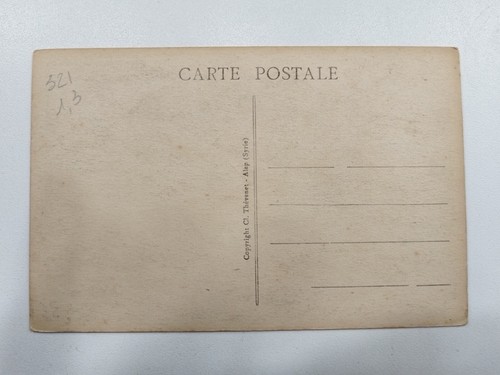 CARTE POSTALE
321
1,3
Copyright Cl. Thévenet - Alep (Syrie)